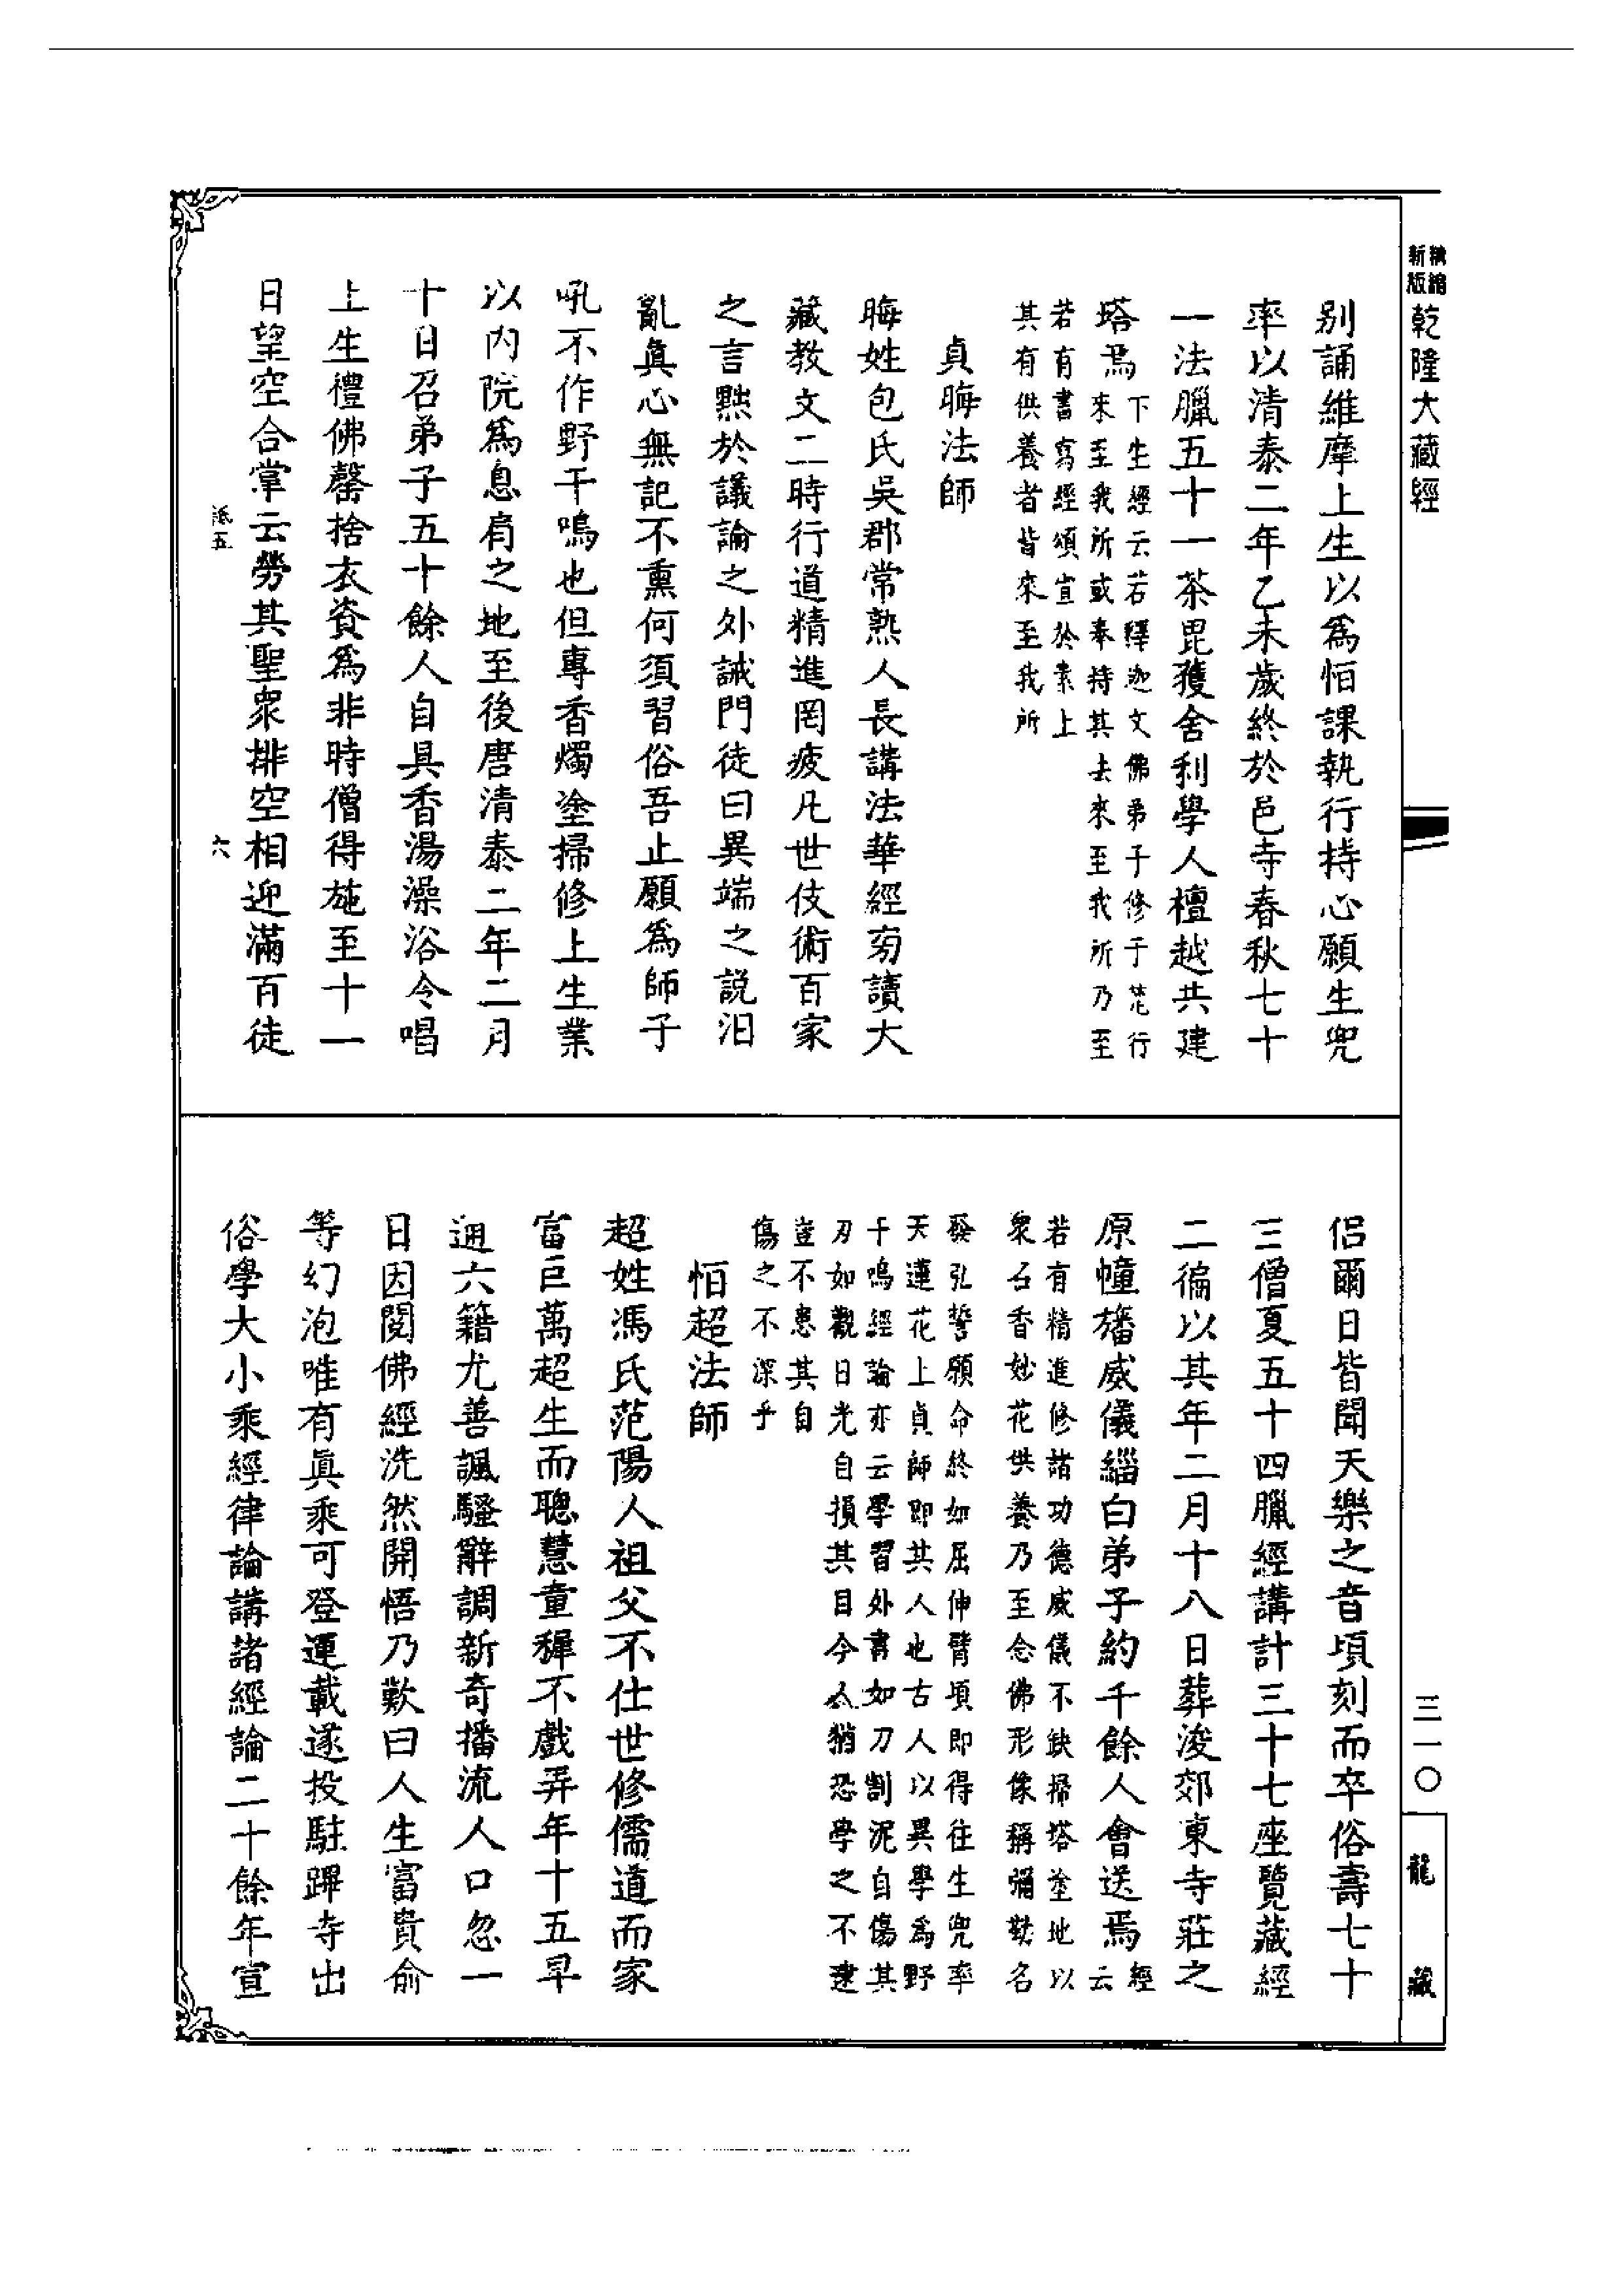 精縮
新版
乾隆大藏經
別誦維摩上生以爲恒課執行持心願生兜
率以清泰二年乙未歲終於邑寺春秋七十
一法臘五十一茶毘獲舍利學人檀越共建
塔焉
下生經云若釋迦文佛弟子修于梵行
來至我所或奉持其去來至我所乃至
若有書寫經頌宣於素上
其有供養者皆來至我所
貞晦法師
晦姓包氏吳郡常熟人長講法華經旁讀大
藏教文二時行道精進罔疲凡世伎術百家
之言黜於議論之外誡門徒曰異端之説汩
亂眞心無記不熏何須習俗吾止願爲師子
吼不作野干鳴也但專香燭塗掃修上生業
以内院爲息肩之地至後唐清泰二年二月
十日召弟子五十餘人自具香湯澡浴令唱
上生禮佛罄捨衣資爲非時僧得施至十一
日望空合掌云勞其聖衆排空相迎滿百徒
六
侶爾日皆聞天樂之音頃刻而卒俗壽七十
三僧夏五十四臘經講計三十七座覽藏經
二徧以其年二月十八日葬浚郊東寺莊之
原幢旛威儀緇白弟子約千餘人會送焉
經
云
若有精進修諸功德威儀不缺掃塔塗地以
衆名香妙花供養乃至念佛形像稱彌勒名
發弘誓願命終如屈伸臂頃即得往生兜率
天蓮花上貞師即其人也古人以異學爲野
干鳴經論亦云學習外書如刀割泥自傷其
刃如觀日光自損其目今人猶恐學之不逮
豈不患其自
傷之不深乎
恒超法師
超姓馮氏范陽人祖父不仕世修儒道而家
富巨萬超生而聰慧童穉不戲弄年十五早
通六籍尤善諷騷辭調新奇播流人口忽一
日因閱佛經洗然開悟乃歎曰人生富貴喻
等幻泡唯有眞乘可登運載遂投駐蹕寺出
俗學大小乘經律論講諸經論二十餘年宣
三一〇
龍藏